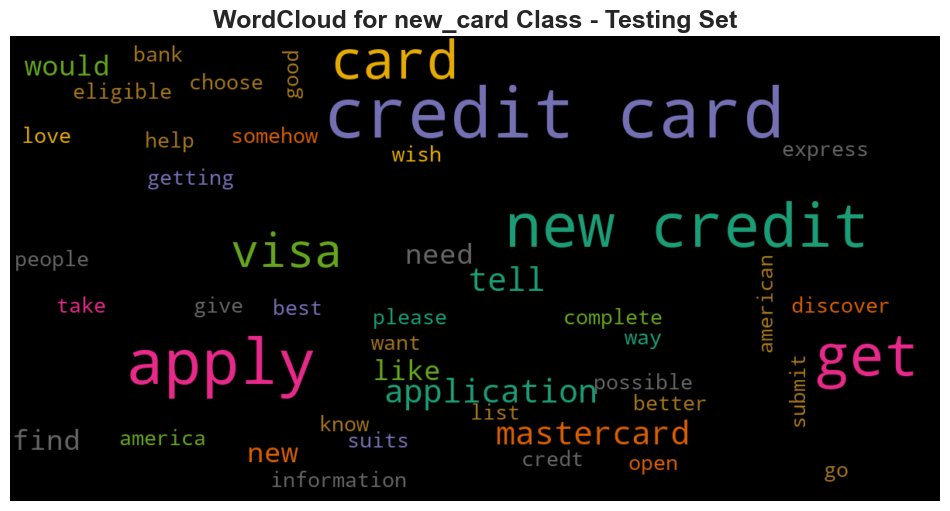 WordCloud for new_card Class - Testing Set
would bank card
eligible choose good
credit card
love help somehow wish express
getting
new credit
visa need
people tell american
take give best discover
please complete
want way
apply like get
application possible submit
list better
know mastercard
find america suits
new credt open
information go